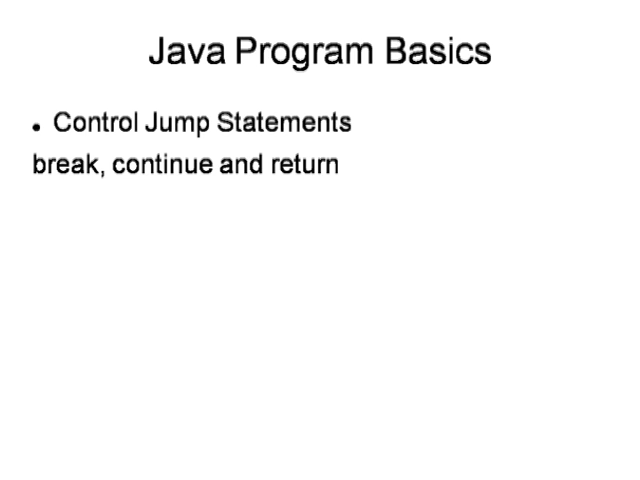 Java Program Basics
• Control Jump Statements
break, continue and return